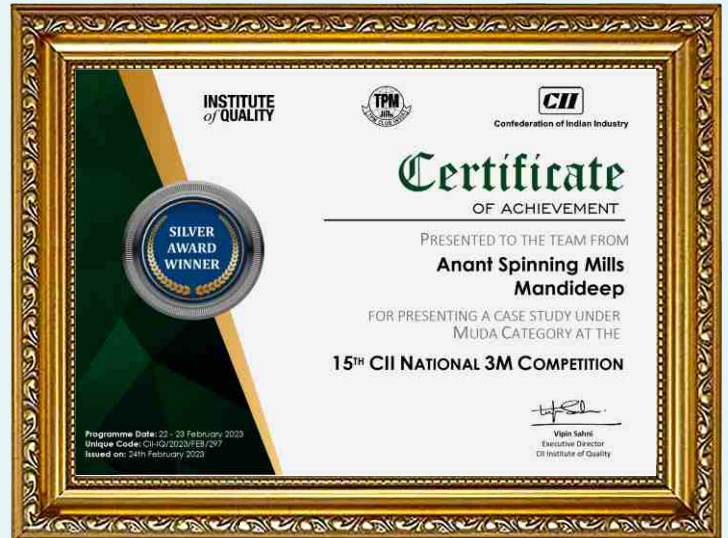 INSTITUTE
of QUALITY
TPM
TPM CLUB INDIA
CII
Confederation of Indian Industry
Certificate
OF ACHIEVEMENT
PRESENTED TO THE TEAM FROM
Anant Spinning Mills
Mandideep
FOR PRESENTING A CASE STUDY UNDER
MUDA CATEGORY AT THE
15TH CII NATIONAL 3M COMPETITION
SILVER
AWARD
WINNER
Programme Date: 22 - 23 February 2023
Unique Code: CII-IQ/2023/FEB/297
Issued on: 24th February 2023
Vipin Sahni
Executive Director
CII Institute of Quality